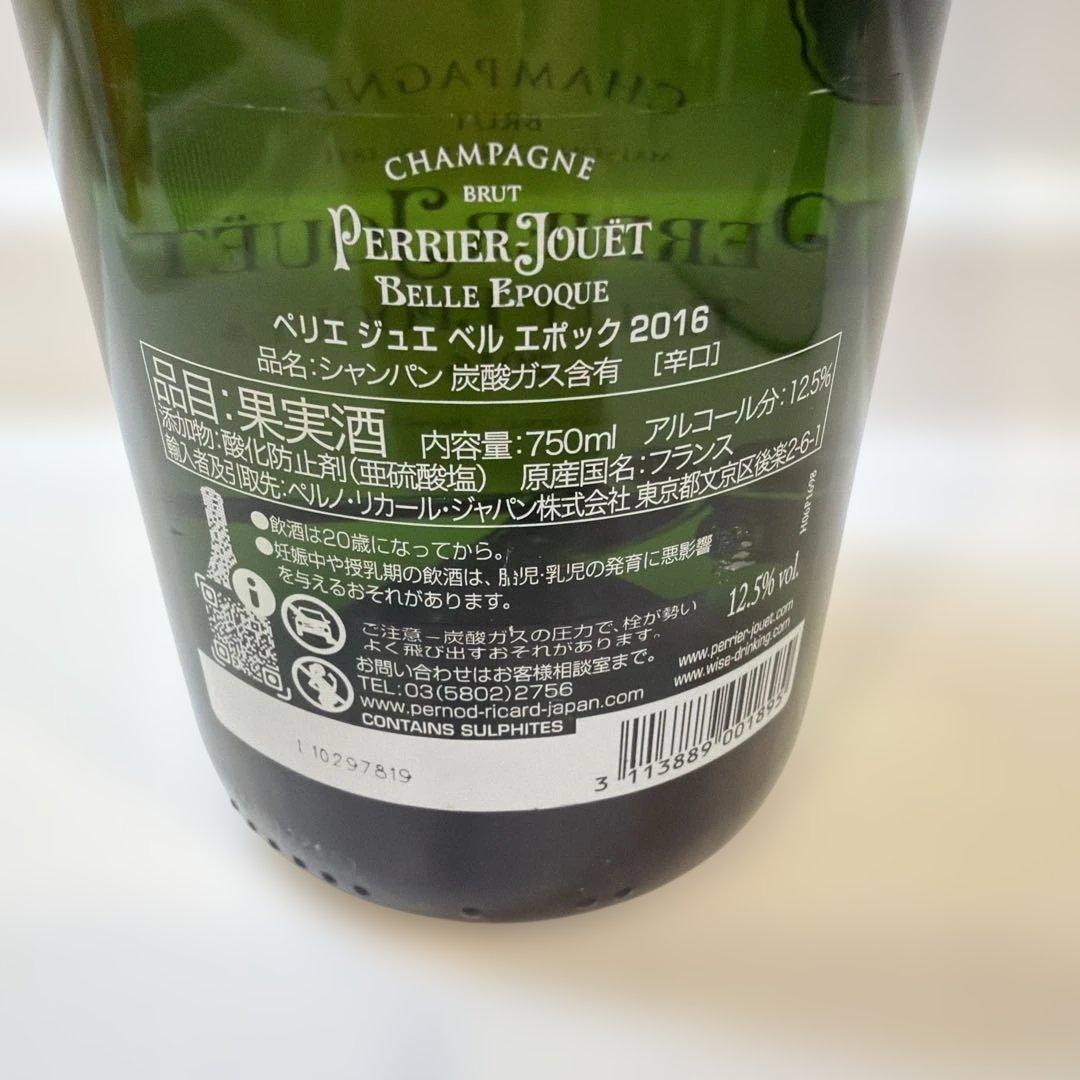 CHAMPAGNE
BRUT
PERRIER-JOUËT
BELLE EPOQUE
ペリエ ジュエ ベル エポック 2016
品名:シャンパン 炭酸ガス含有 [辛口]
品目:果実酒 内容量:750ml アルコール分:12.5%
添加物:酸化防止剤(亜硫酸塩) 原産国名:フランス
輸入者及引取先:ペルノ・リカール・ジャパン株式会社 東京都文京区後楽2-6-1
●飲酒は20歳になってから。
●妊娠中や授乳期の飲酒は、胎児・乳児の発育に悪影響
を与えるおそれがあります。
12.5% vol.
ご注意−炭酸ガスの圧力で、栓が勢い
よく飛び出すおそれがあります。
お問い合わせはお客様相談室まで。
TEL:03(5802)2756
www.pernod-ricard-japan.com
CONTAINS SULPHITES
www.perrier-jouet.com
www.wise-drinking.com
1 10297819
3 113889 001895